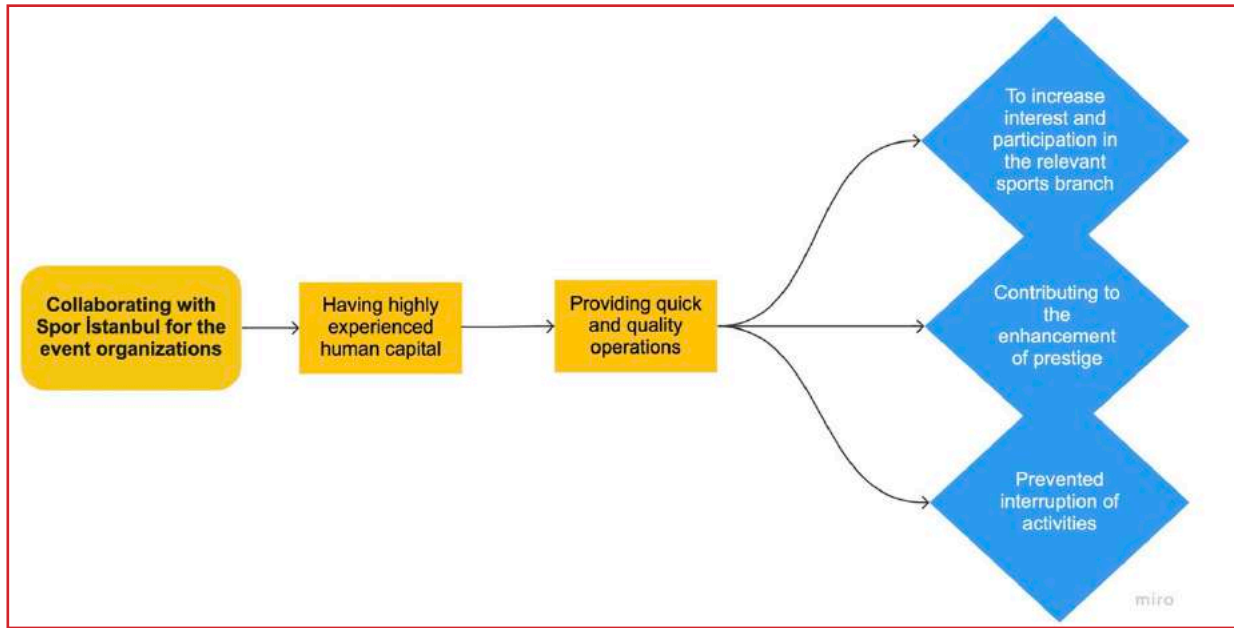 Collaborating with
Spor İstanbul for the
event organizations
Having highly
experienced
human capital
Providing quick
and quality
operations
To increase
interest and
participation in
the relevant
sports branch
Contributing to
the
enhancement
of prestige
Prevented
interruption of
activities
miro